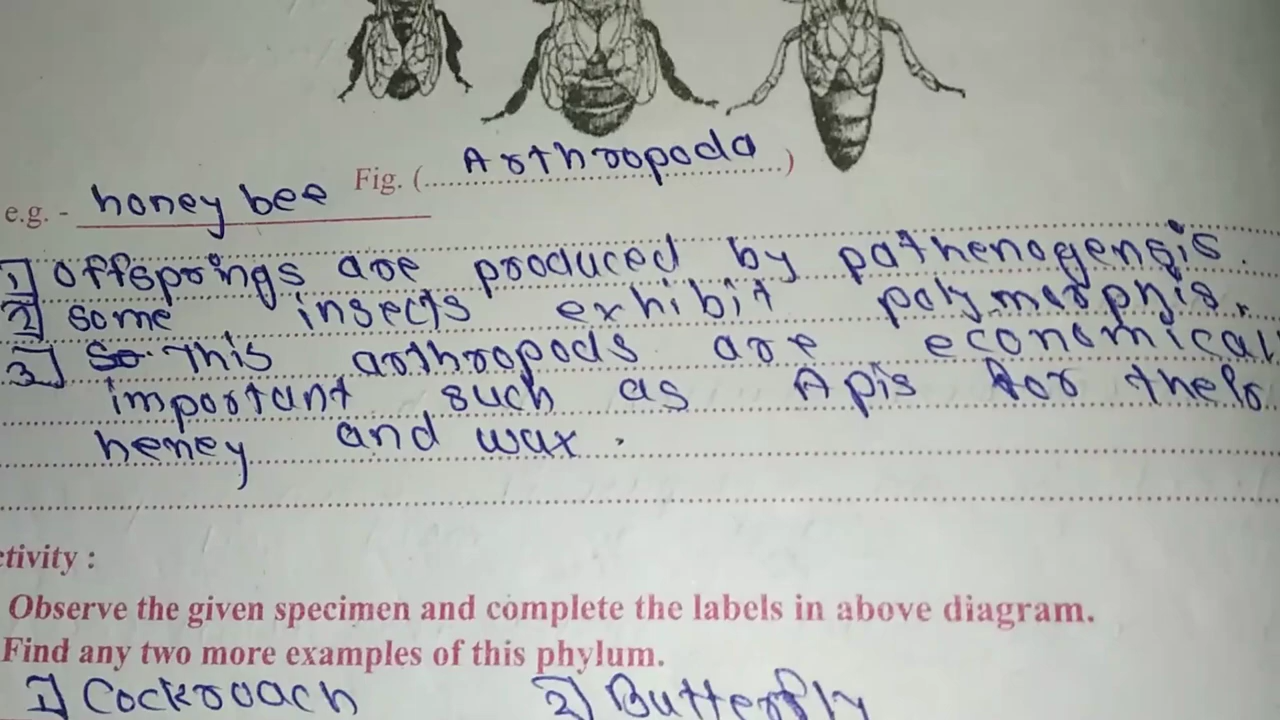 Fig. (Arthropoda)
e.g. - honey bee
1] offsprings are produced by pathenogensis.
2] some insects exhibit polymorphis.
3] So This arthropods are economical
important such as Apis for theIr
heney and wax.
ctivity :
Observe the given specimen and complete the labels in above diagram.
Find any two more examples of this phylum.
1] Cockroach 2] Butterfly